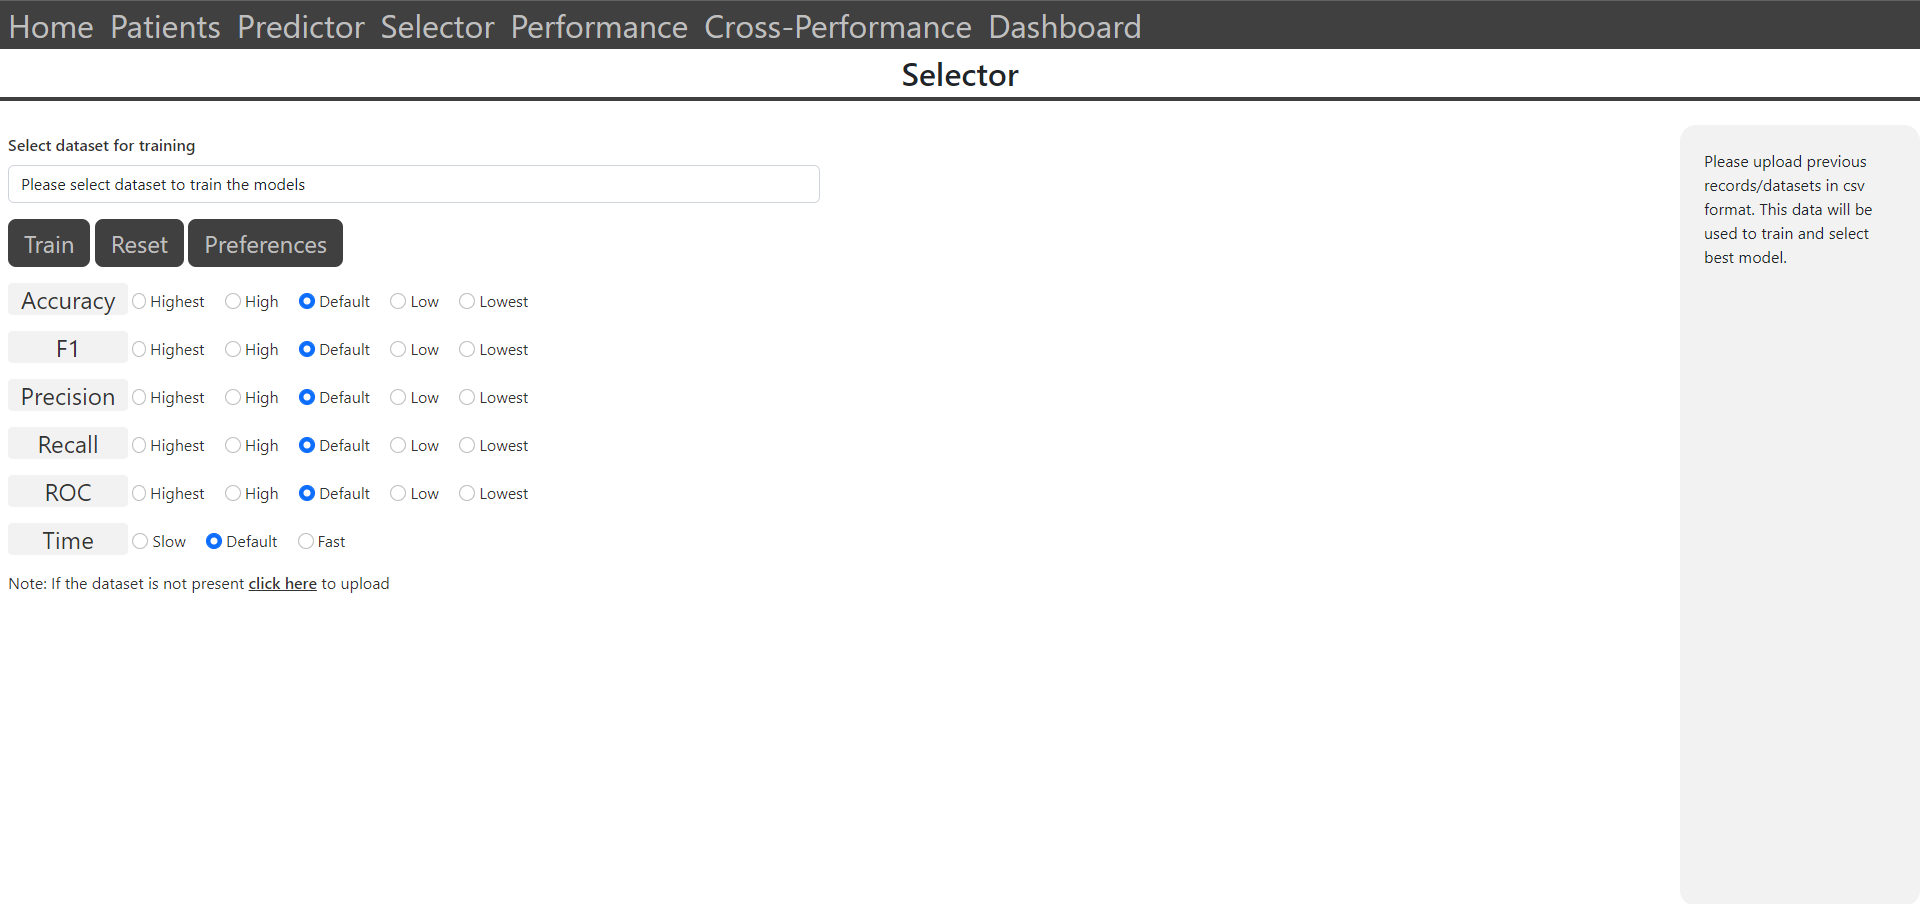 Home Patients Predictor Selector Performance Cross-Performance Dashboard
Selector
Select dataset for training
Please select dataset to train the models
Train Reset Preferences
Accuracy Highest High Default Low Lowest
F1 Highest High Default Low Lowest
Precision Highest High Default Low Lowest
Recall Highest High Default Low Lowest
ROC Highest High Default Low Lowest
Time Slow Default Fast
Note: If the dataset is not present click here to upload
Please upload previous
records/datasets in csv
format. This data will be
used to train and select
best model.